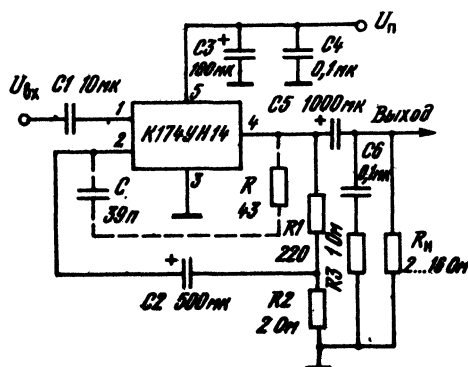 Uп
C3 +
100мк
C4
0,1мк
Uвх
C1 10мк
5
1
2
К174УН14
4
3
C5 1000мк
+
Выход
C6
0,1мк
C
39п
R
43
R1
220
R3 1 Ом
Rн
2...16 Ом
+
C2 500мк
R2
2 Ом